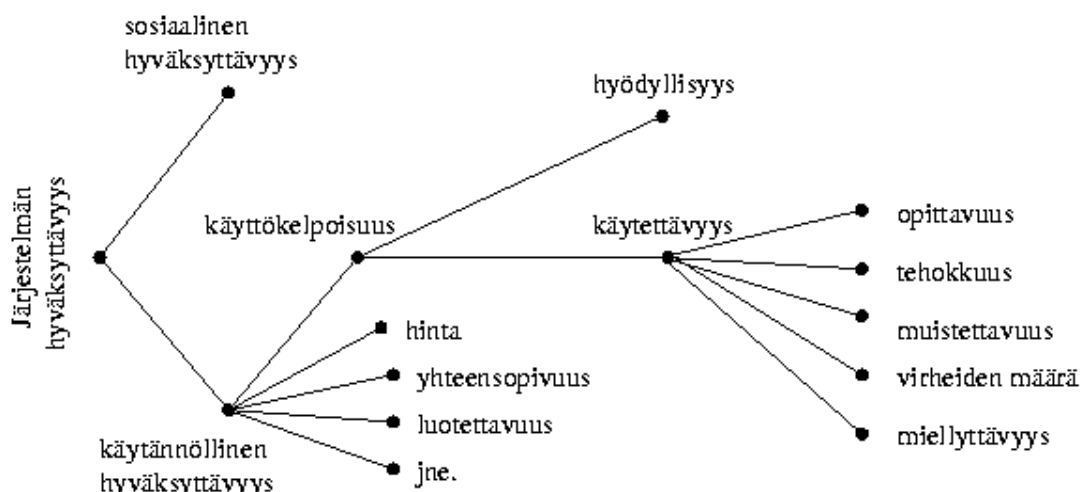 sosiaalinen
hyväksyttävyys
hyödyllisyys
Järjestelmän
hyväksyttävyys
käyttökelpoisuus
käytettävyys
opittavuus
tehokkuus
muistettavuus
virheiden määrä
miellyttävyys
hinta
yhteensopivuus
luotettavuus
jne.
käytännöllinen
hyväksyttävyys